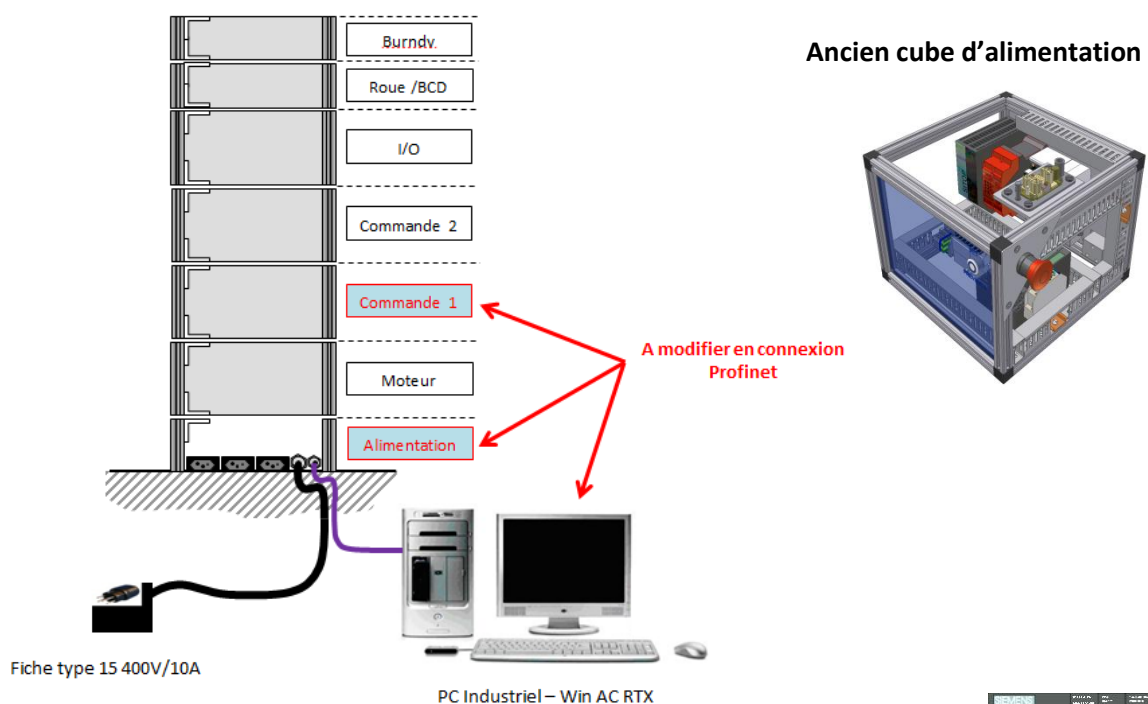 Burndy.
Roue /BCD
I/O
Commande 2
Commande 1
Moteur
Alimentation
Ancien cube d’alimentation
A modifier en connexion
Profinet
Fiche type 15 400V/10A
PC Industriel – Win AC RTX
SIEMENS